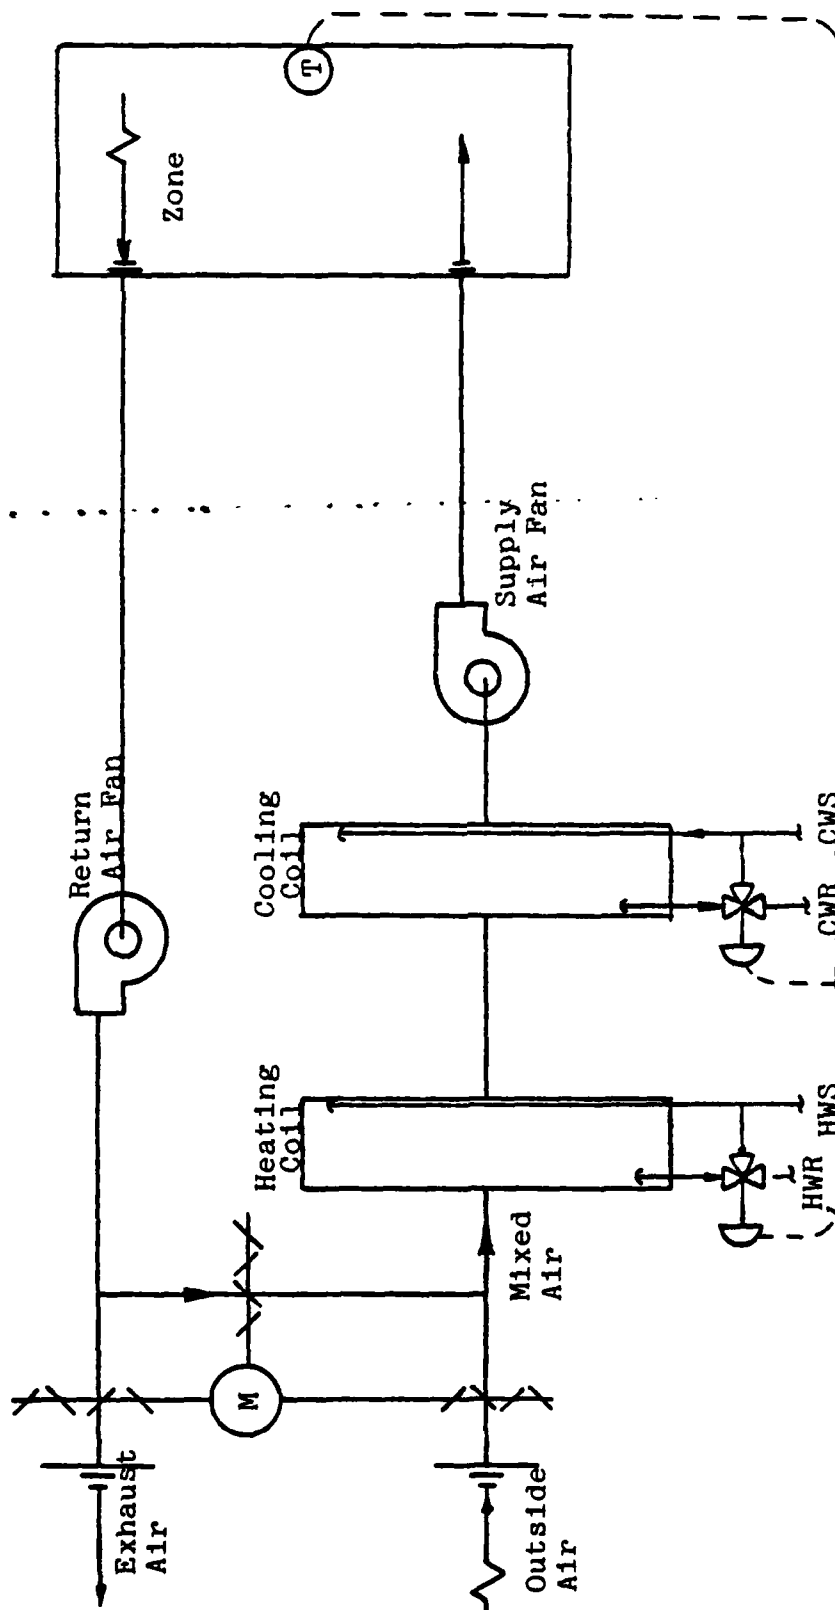 Exhaust
Air
Return
Air Fan
Zone
T
M
Outside
Air
Mixed
Air
Heating
Coil
Cooling
Coil
Supply
Air Fan
HWR
HWS
CWR
CWS